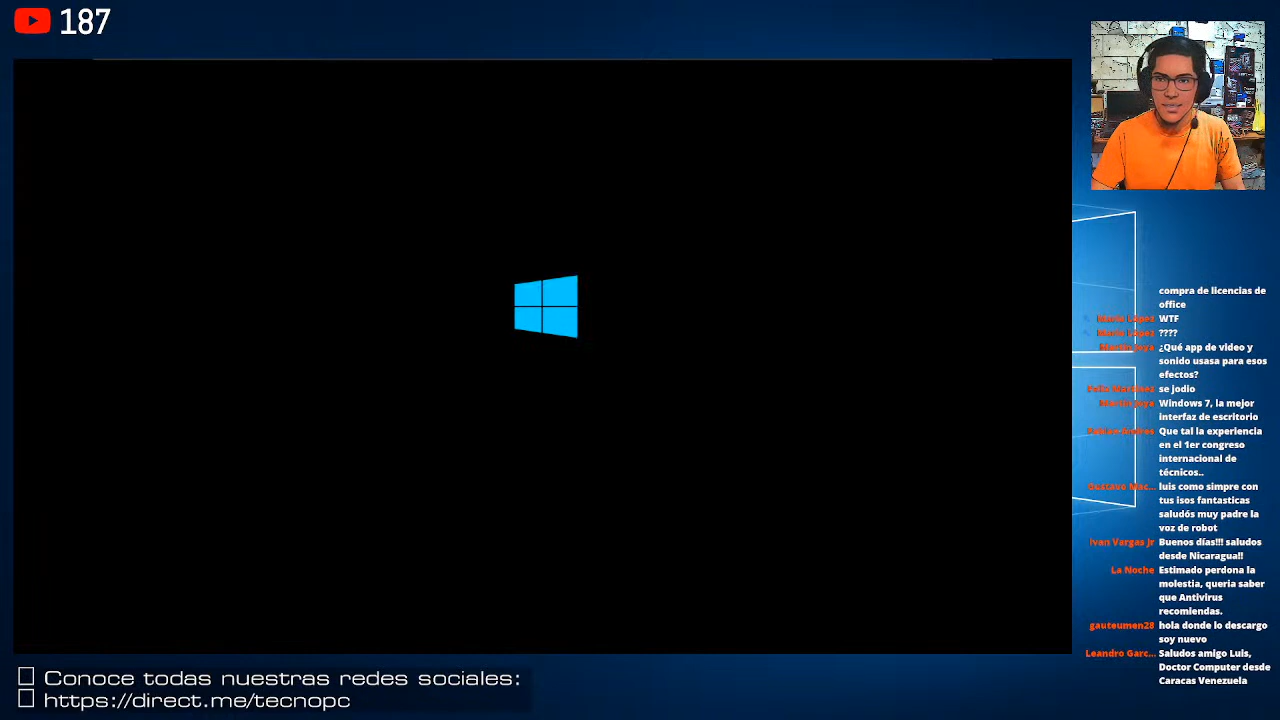 187
compra de licencias de
office
WTF
????
¿Qué app de video y
sonido usasa para esos
efectos?
se jodio
Windows 7, la mejor
interfaz de escritorio
Que tal la experiencia
en el 1er congreso
internacional de
técnicos..
Gustavo Mac... luis como simpre con
tus isos fantasticas
saludós muy padre la
voz de robot
Ivan Vargas Jr Buenos días!!! saludos
desde Nicaragua!!
La Noche Estimado perdona la
molestia, queria saber
que Antivirus
recomiendas.
gauteumen28 hola donde lo descargo
soy nuevo
Leandro Garc... Saludos amigo Luis,
Doctor Computer desde
Caracas Venezuela
Conoce todas nuestras redes sociales:
https://direct.me/tecnopc